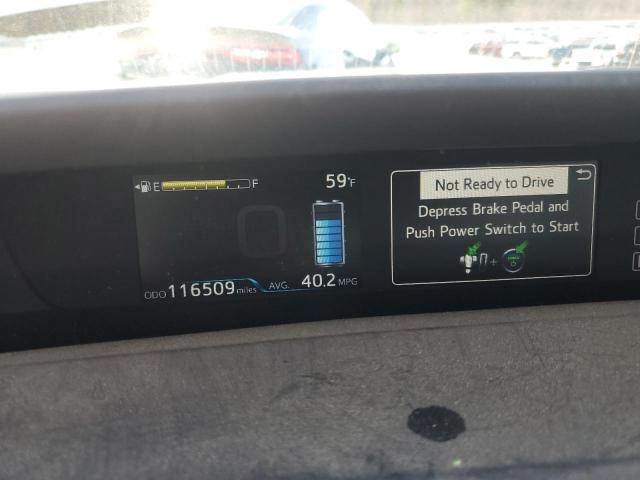 E F
59°F
ODO 116509 miles AVG. 40.2 MPG
Not Ready to Drive
Depress Brake Pedal and
Push Power Switch to Start
+